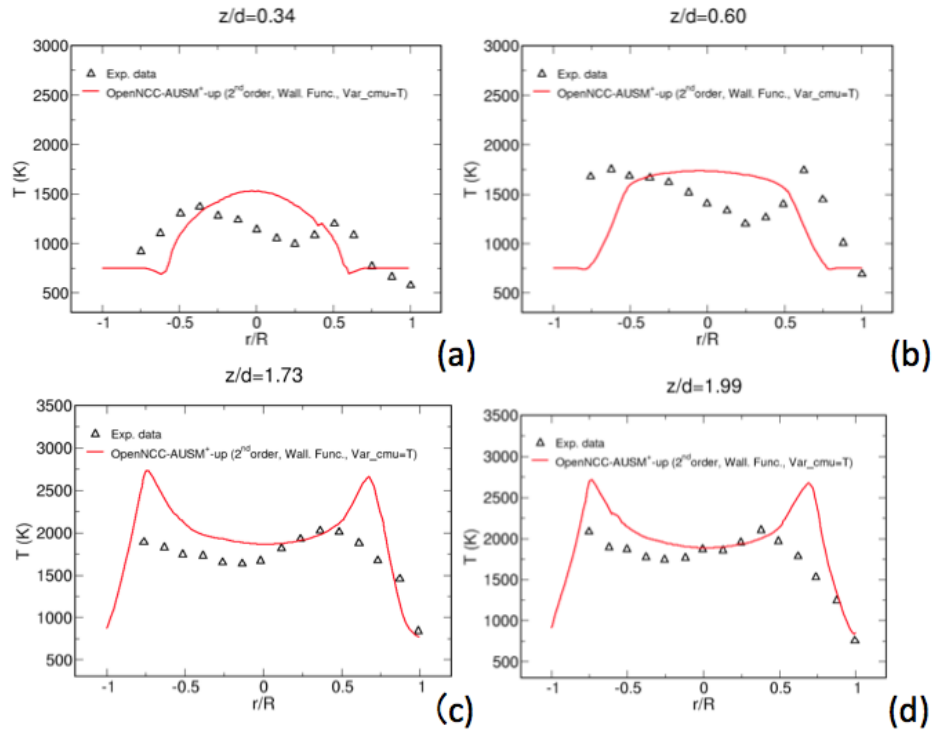 z/d=0.34
3000
2500
2000
1500
1000
500
T (K)
Exp. data
OpenNCC-AUSM⁺-up (2ⁿᵈorder, Wall. Func., Var_cmu=T)
-1 -0.5 0 0.5 1
r/R
(a)
z/d=0.60
3000
2500
2000
1500
1000
500
T (K)
Exp. data
OpenNCC-AUSM⁺-up (2ⁿᵈorder, Wall. Func., Var_cmu=T)
-1 -0.5 0 0.5 1
r/R
(b)
z/d=1.73
3500
3000
2500
2000
1500
1000
500
T (K)
Exp. data
OpenNCC-AUSM⁺-up (2ⁿᵈorder, Wall. Func., Var_cmu=T)
-1 -0.5 0 0.5 1
r/R
(c)
z/d=1.99
3500
3000
2500
2000
1500
1000
500
T (K)
Exp. data
OpenNCC-AUSM⁺-up (2ⁿᵈorder, Wall. Func., Var_cmu=T)
-1 -0.5 0 0.5 1
r/R
(d)